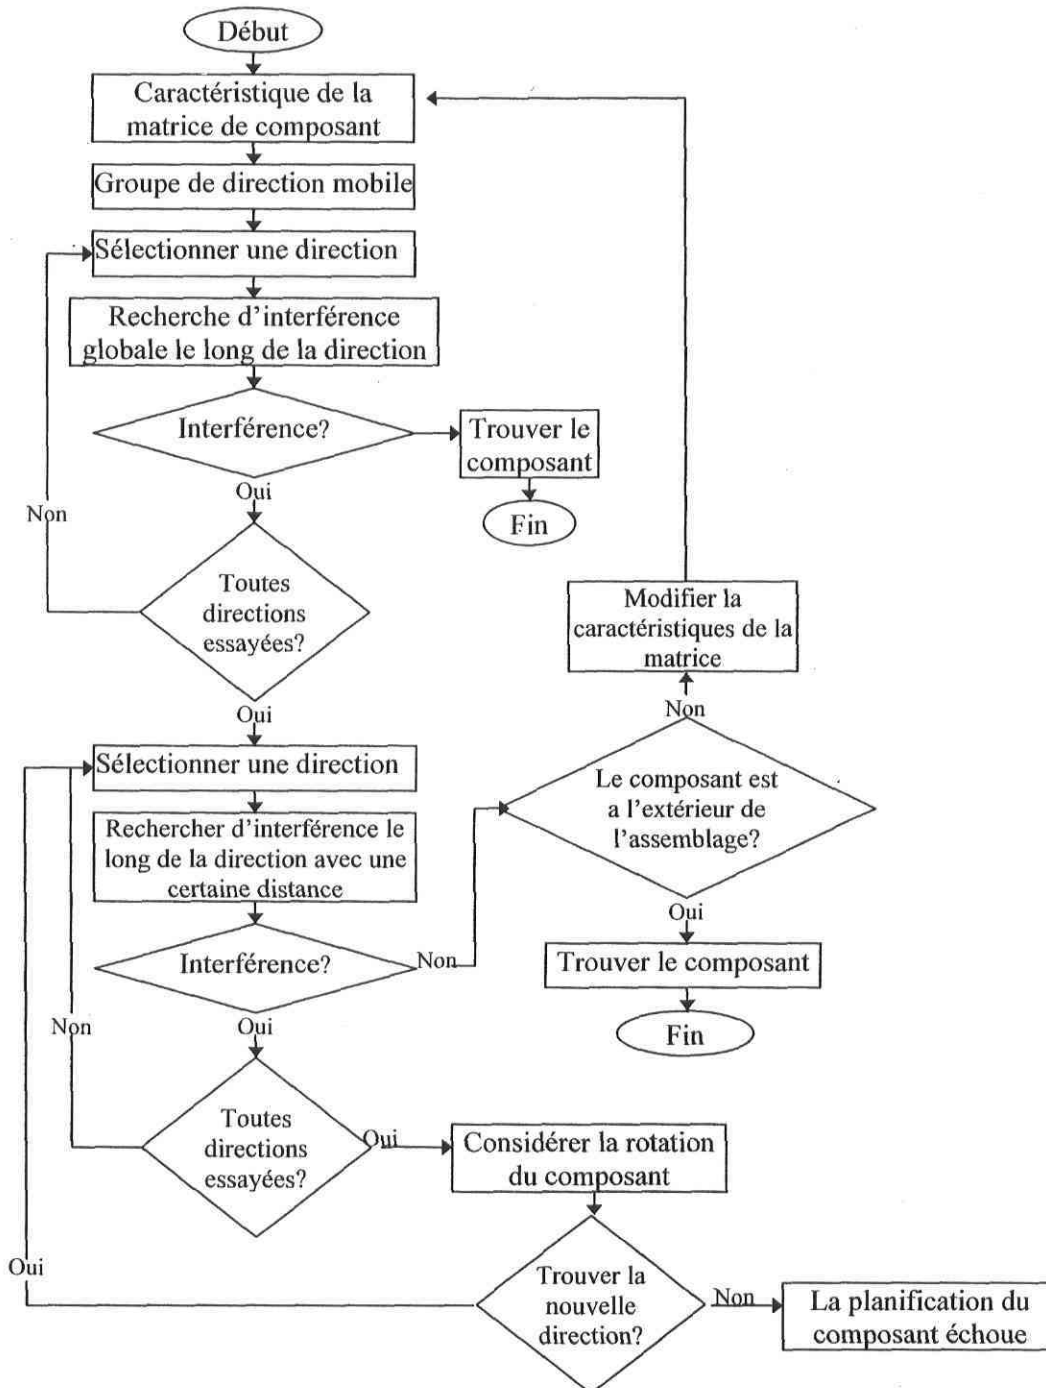 Début
Caractéristique de la
matrice de composant
Groupe de direction mobile
Sélectionner une direction
Recherche d'interférence
globale le long de la direction
Interférence?
Trouver le
composant
Oui
Non
Fin
Toutes
directions
essayées?
Modifier la
caractéristiques de la
matrice
Oui
Non
Sélectionner une direction
Le composant est
a l'extérieur de
l'assemblage?
Rechercher d'interférence le
long de la direction avec une
certaine distance
Oui
Interférence?
Non
Trouver le composant
Non
Oui
Fin
Toutes
directions
essayées?
Oui
Considérer la rotation
du composant
Oui
Trouver la
nouvelle
direction?
Non
La planification du
composant échoue